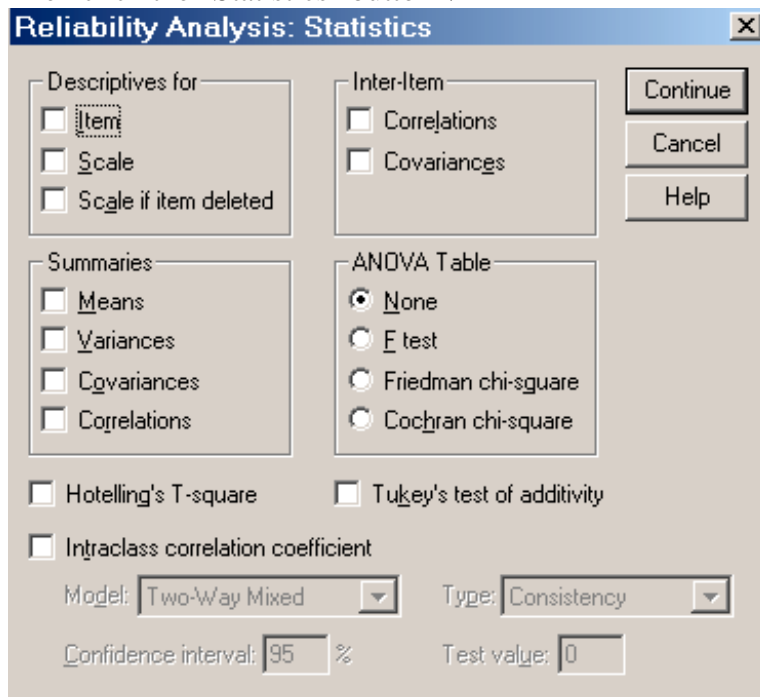 Reliability Analysis: Statistics
Descriptives for
Item
Scale
Scale if item deleted
Inter-Item
Correlations
Covariances
Continue
Cancel
Help
Summaries
Means
Variances
Covariances
Correlations
ANOVA Table
None
F test
Friedman chi-square
Cochran chi-square
Hotelling's T-square
Tukey's test of additivity
Intraclass correlation coefficient
Model: Two-Way Mixed
Type: Consistency
Confidence interval: 95 %
Test value: 0